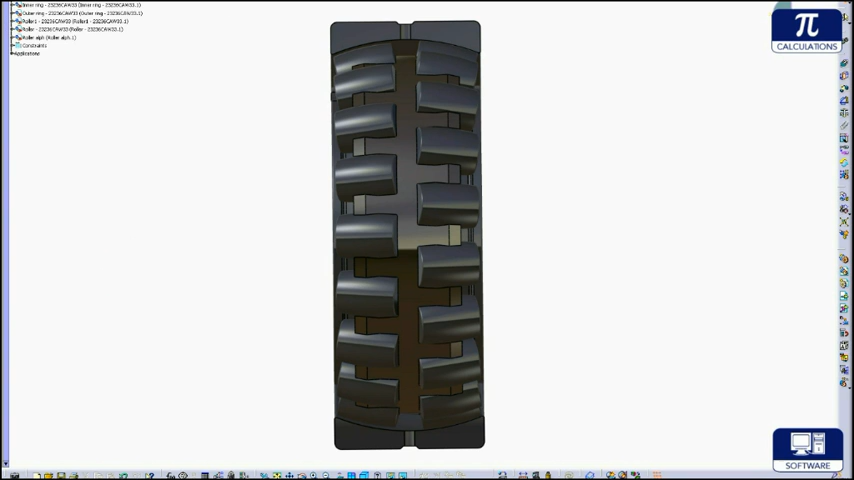 Inner ring - 23236CAW33 (Inner ring - 23236CAW33.1)
Outer ring - 23236CAW33 (Outer ring - 23236CAW33.1)
Roller1 - 23236CAW33 (Roller1 - 23236CAW33.1)
Roller - 23236CAW33 (Roller - 23236CAW33.1)
Roller alph (Roller alph.1)
Constraints
Applications
π
CALCULATIONS
SOFTWARE